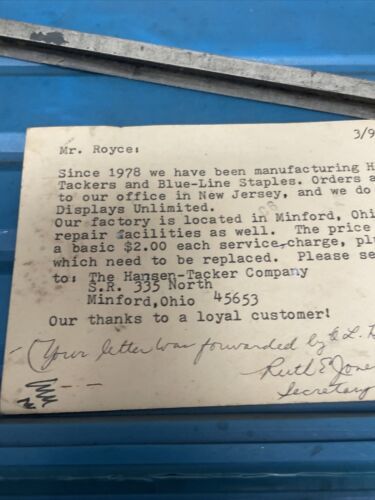 3/9
Mr. Royce:
Since 1978 we have been manufacturing H
Tackers and Blue-Line Staples. Orders a
to our office in New Jersey, and we do
Displays Unlimited.
Our factory is located in Minford, Ohi
repair facilities as well. The price
a basic $2.00 each service charge, pl
which need to be replaced. Please se
to: The Hansen-Tacker Company
S.R. 335 North
Minford,Ohio 45653
Our thanks to a loyal customer!
(Your letter was forwarded by
Ruth E Jone
Secretary